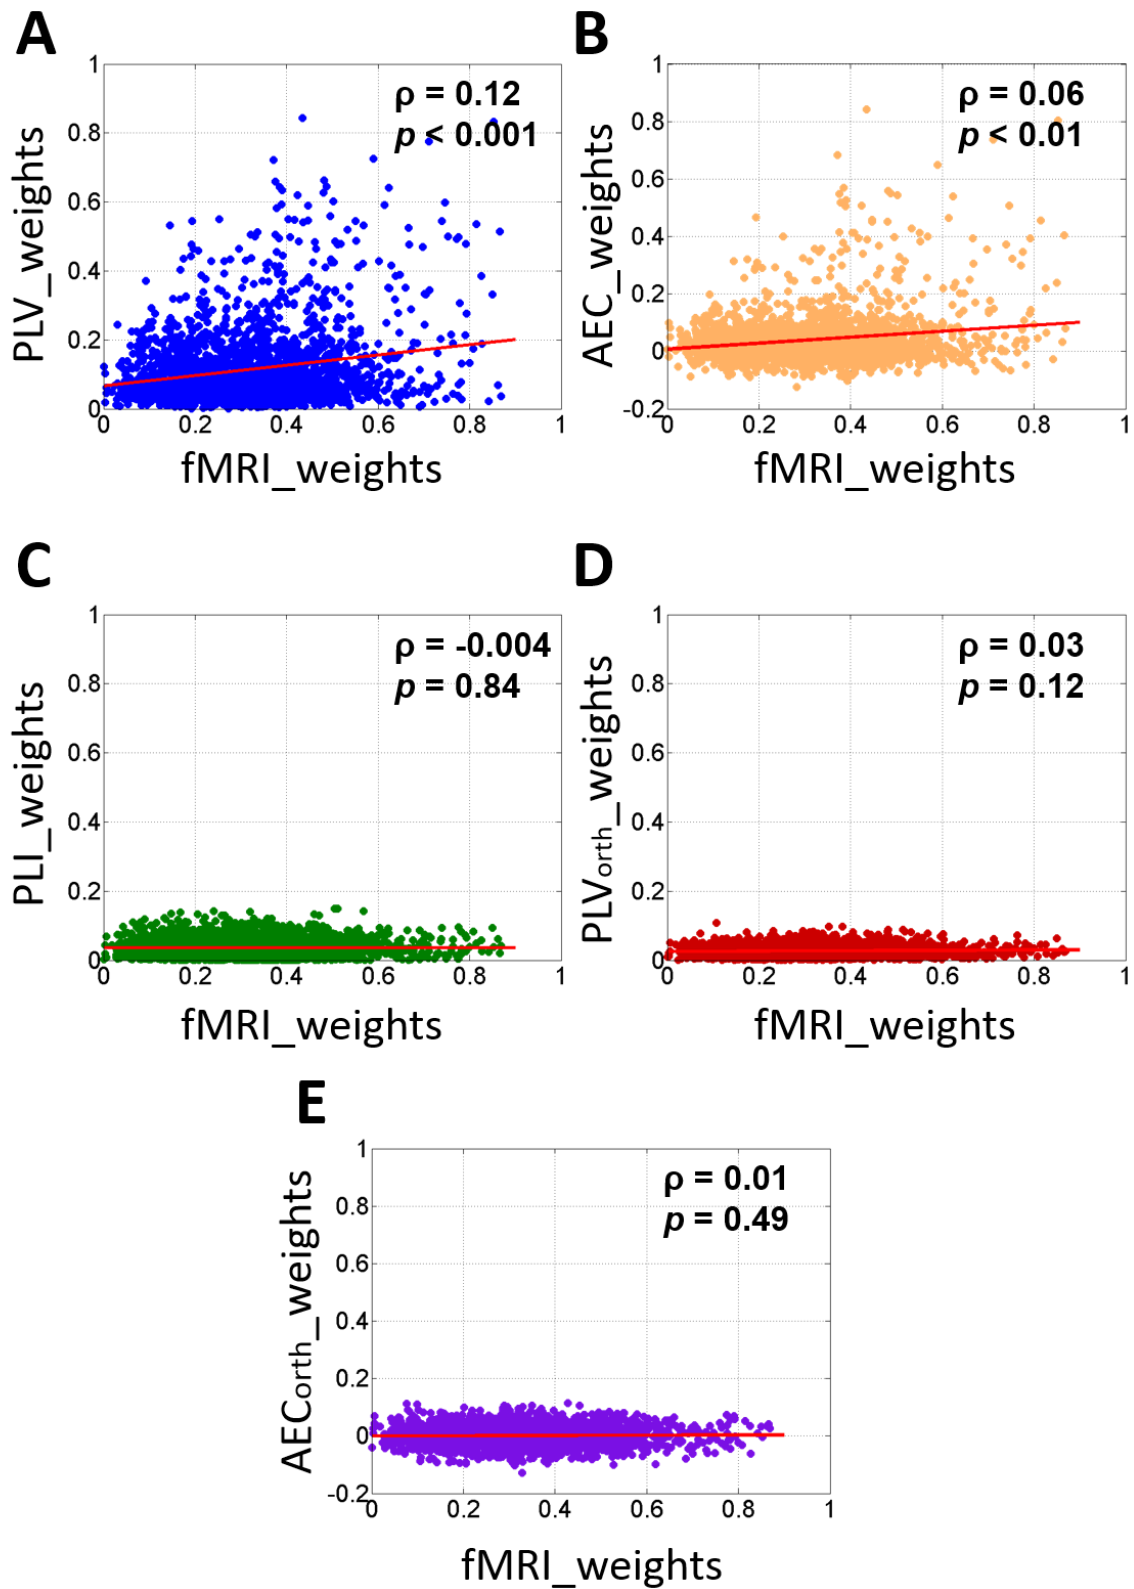 A
B
1
0.8
0.6
0.4
0.2
0
PLV_weights
ρ = 0.12
p < 0.001
0
0.2
0.4
0.6
0.8
1
fMRI_weights
1
0.8
0.6
0.4
0.2
0
-0.2
AEC_weights
ρ = 0.06
p < 0.01
0
0.2
0.4
0.6
0.8
1
fMRI_weights
C
D
1
0.8
0.6
0.4
0.2
0
PLI_weights
ρ = -0.004
p = 0.84
0
0.2
0.4
0.6
0.8
1
fMRI_weights
1
0.8
0.6
0.4
0.2
0
PLVorth_weights
ρ = 0.03
p = 0.12
0
0.2
0.4
0.6
0.8
1
fMRI_weights
E
1
0.8
0.6
0.4
0.2
0
-0.2
AECorth_weights
ρ = 0.01
p = 0.49
0
0.2
0.4
0.6
0.8
1
fMRI_weights